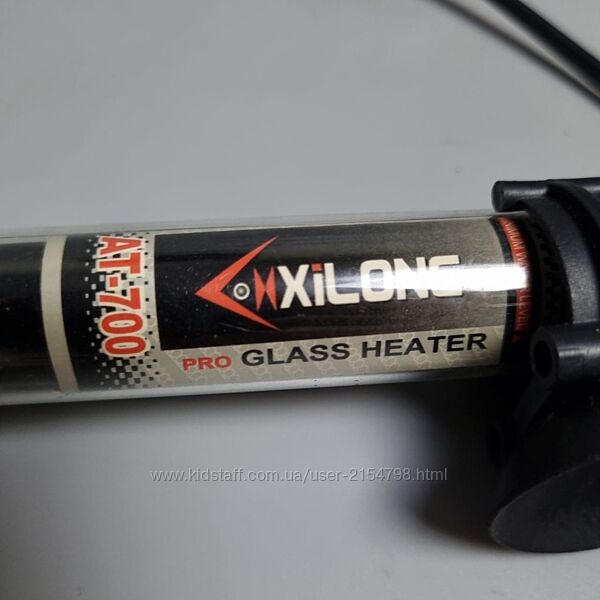 AT-700
XiLONG
PRO GLASS HEATER
www.kidstaff.com.ua/user-2154798.html